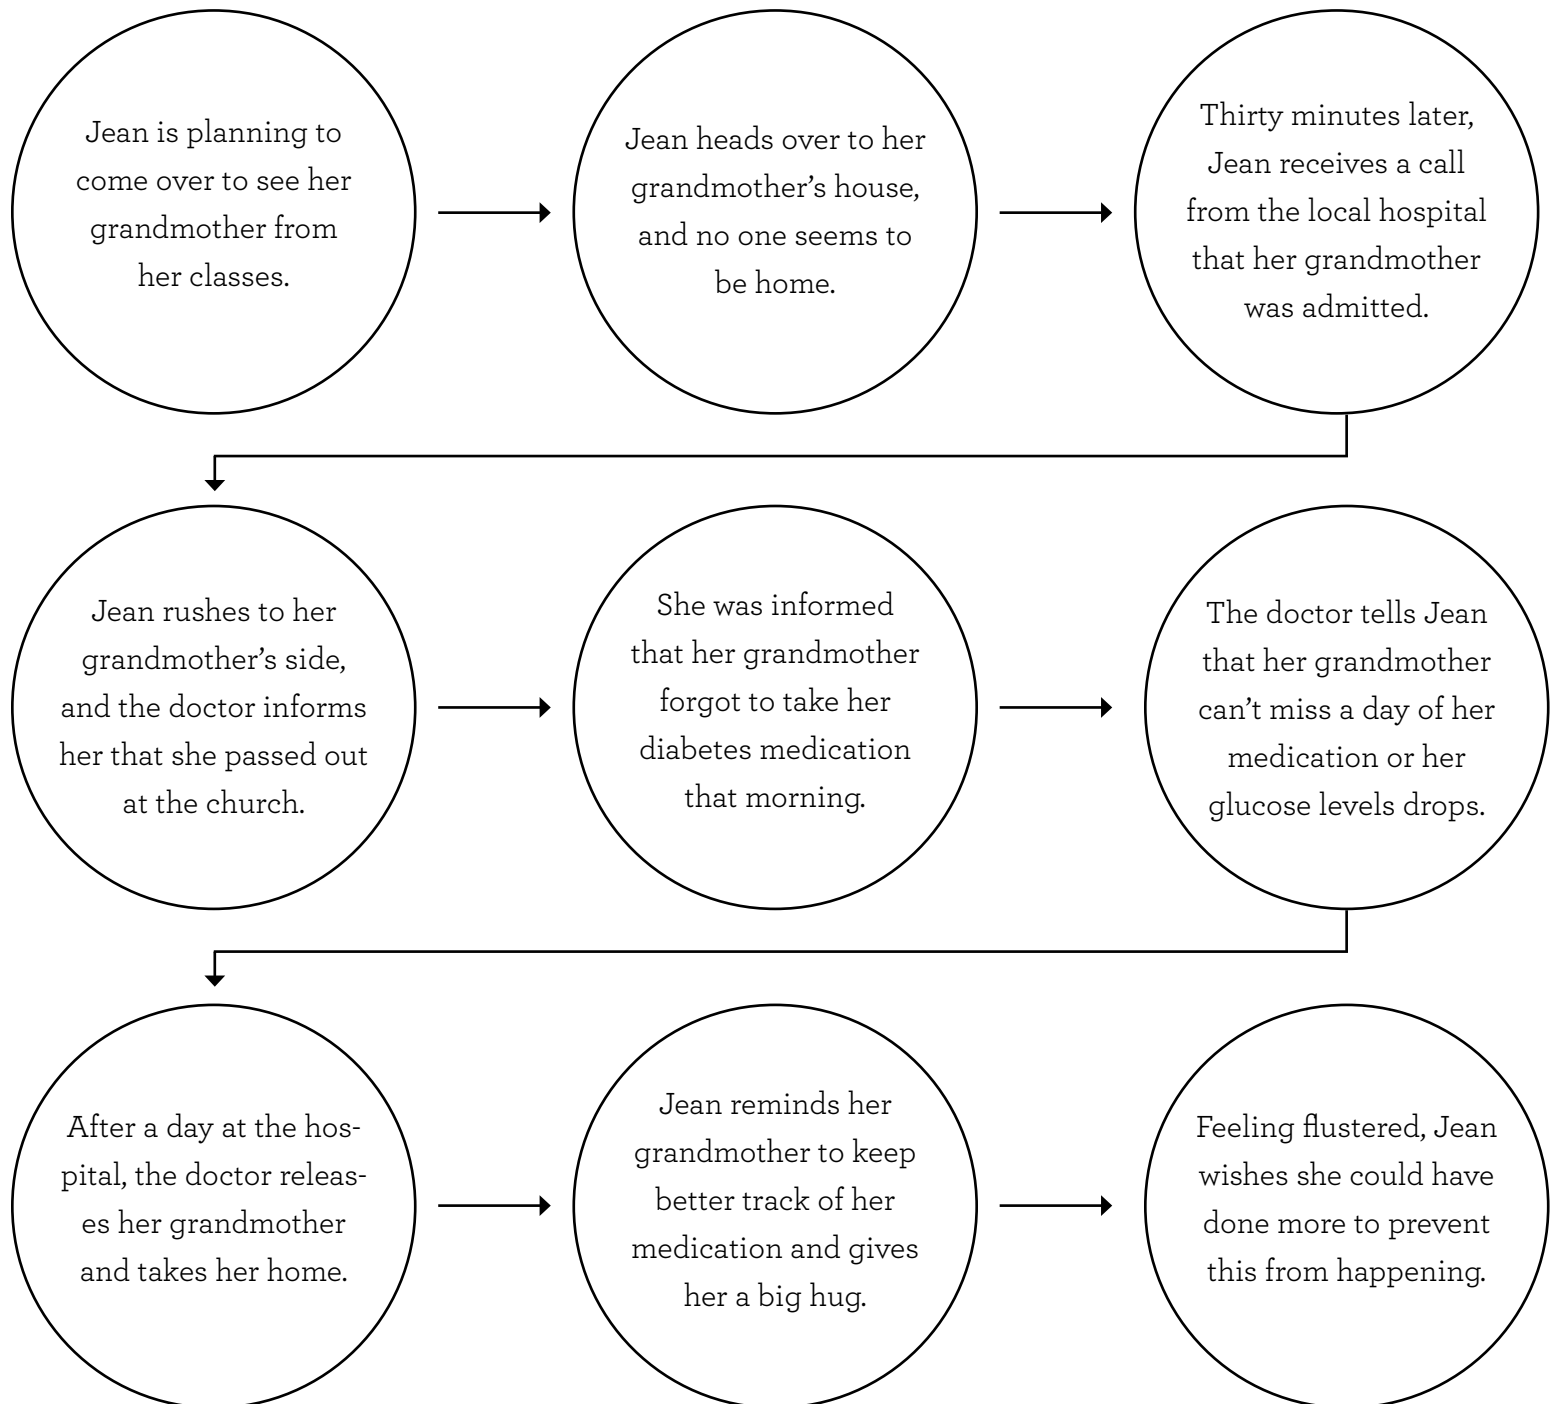 Jean is planning to
come over to see her
grandmother from
her classes.
Jean heads over to her
grandmother’s house,
and no one seems to
be home.
Thirty minutes later,
Jean receives a call
from the local hospital
that her grandmother
was admitted.
Jean rushes to her
grandmother’s side,
and the doctor informs
her that she passed out
at the church.
She was informed
that her grandmother
forgot to take her
diabetes medication
that morning.
The doctor tells Jean
that her grandmother
can’t miss a day of her
medication or her
glucose levels drops.
After a day at the hos-
pital, the doctor releas-
es her grandmother
and takes her home.
Jean reminds her
grandmother to keep
better track of her
medication and gives
her a big hug.
Feeling flustered, Jean
wishes she could have
done more to prevent
this from happening.